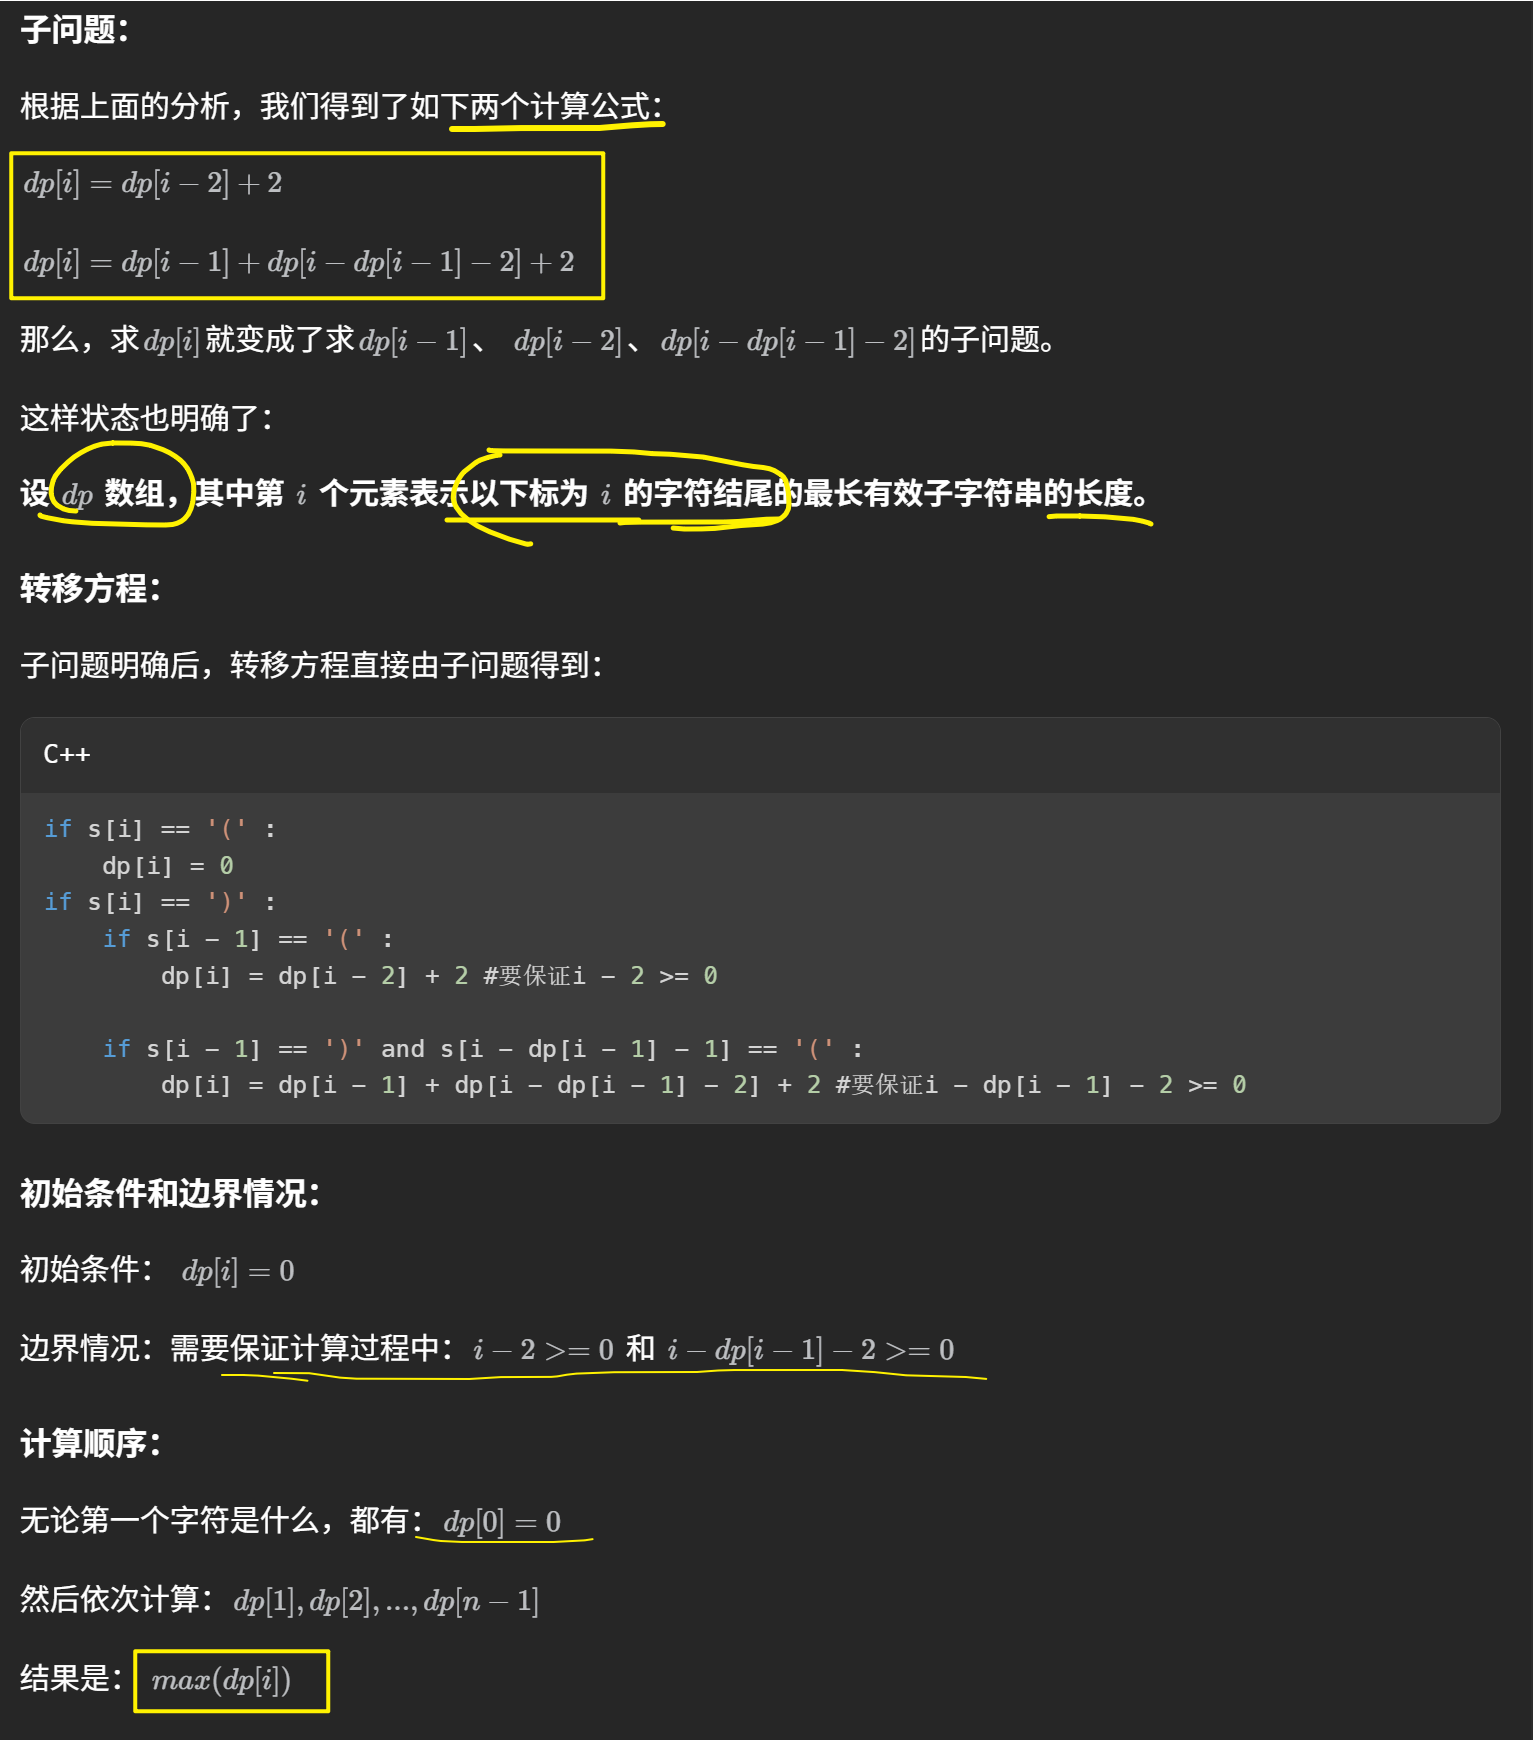 子问题：
根据上面的分析，我们得到了如下两个计算公式：
dp[i] = dp[i − 2] + 2
dp[i] = dp[i − 1] + dp[i − dp[i − 1] − 2] + 2
那么，求dp[i]就变成了求dp[i − 1]、 dp[i − 2]、dp[i − dp[i − 1] − 2]的子问题。
这样状态也明确了：
设 dp 数组，其中第 i 个元素表示以下标为 i 的字符结尾的最长有效子字符串的长度。
转移方程：
子问题明确后，转移方程直接由子问题得到：
C++
if s[i] == '(' :
    dp[i] = 0
if s[i] == ')' :
    if s[i - 1] == '(' :
        dp[i] = dp[i - 2] + 2 #要保证i - 2 >= 0
    if s[i - 1] == ')' and s[i - dp[i - 1] - 1] == '(' :
        dp[i] = dp[i - 1] + dp[i - dp[i - 1] - 2] + 2 #要保证i - dp[i - 1] - 2 >= 0
初始条件和边界情况：
初始条件： dp[i] = 0
边界情况：需要保证计算过程中：i − 2 >= 0 和 i − dp[i − 1] − 2 >= 0
计算顺序：
无论第一个字符是什么，都有：dp[0] = 0
然后依次计算：dp[1], dp[2], ..., dp[n − 1]
结果是：max(dp[i])